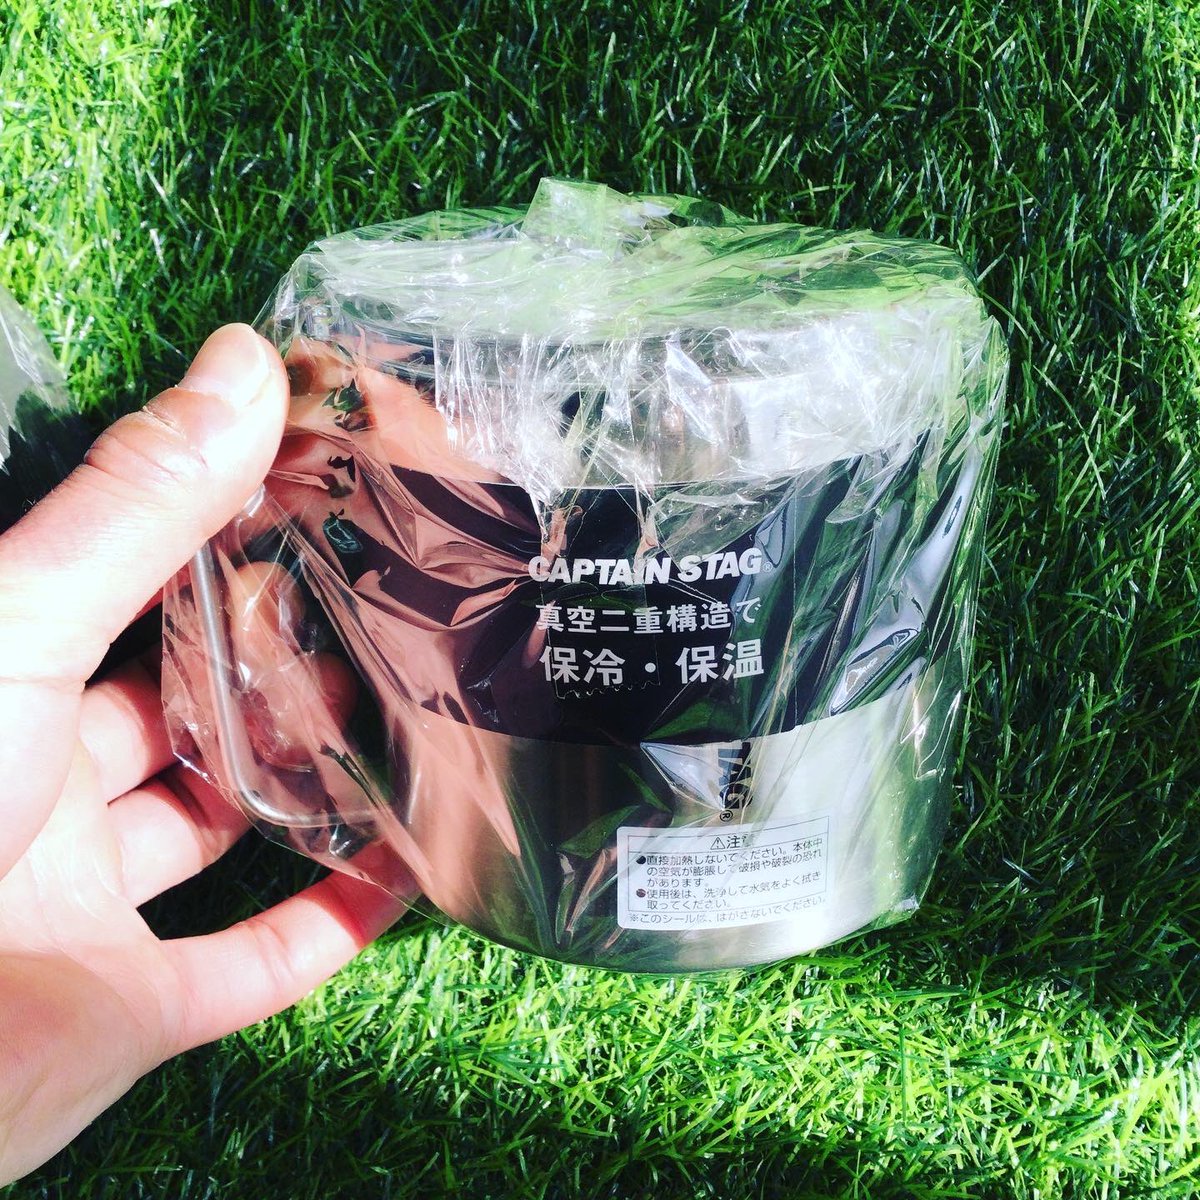 CAPTAIN STAG®
真空二重構造で
保冷・保温
TAG®
⚠注意
●直接加熱しないでください。本体中
の空気が膨脹して破損や破裂の恐れ
があります。
●使用後は、洗浄して水気をよく拭き
取ってください。
※このシールは、はがさないでください。